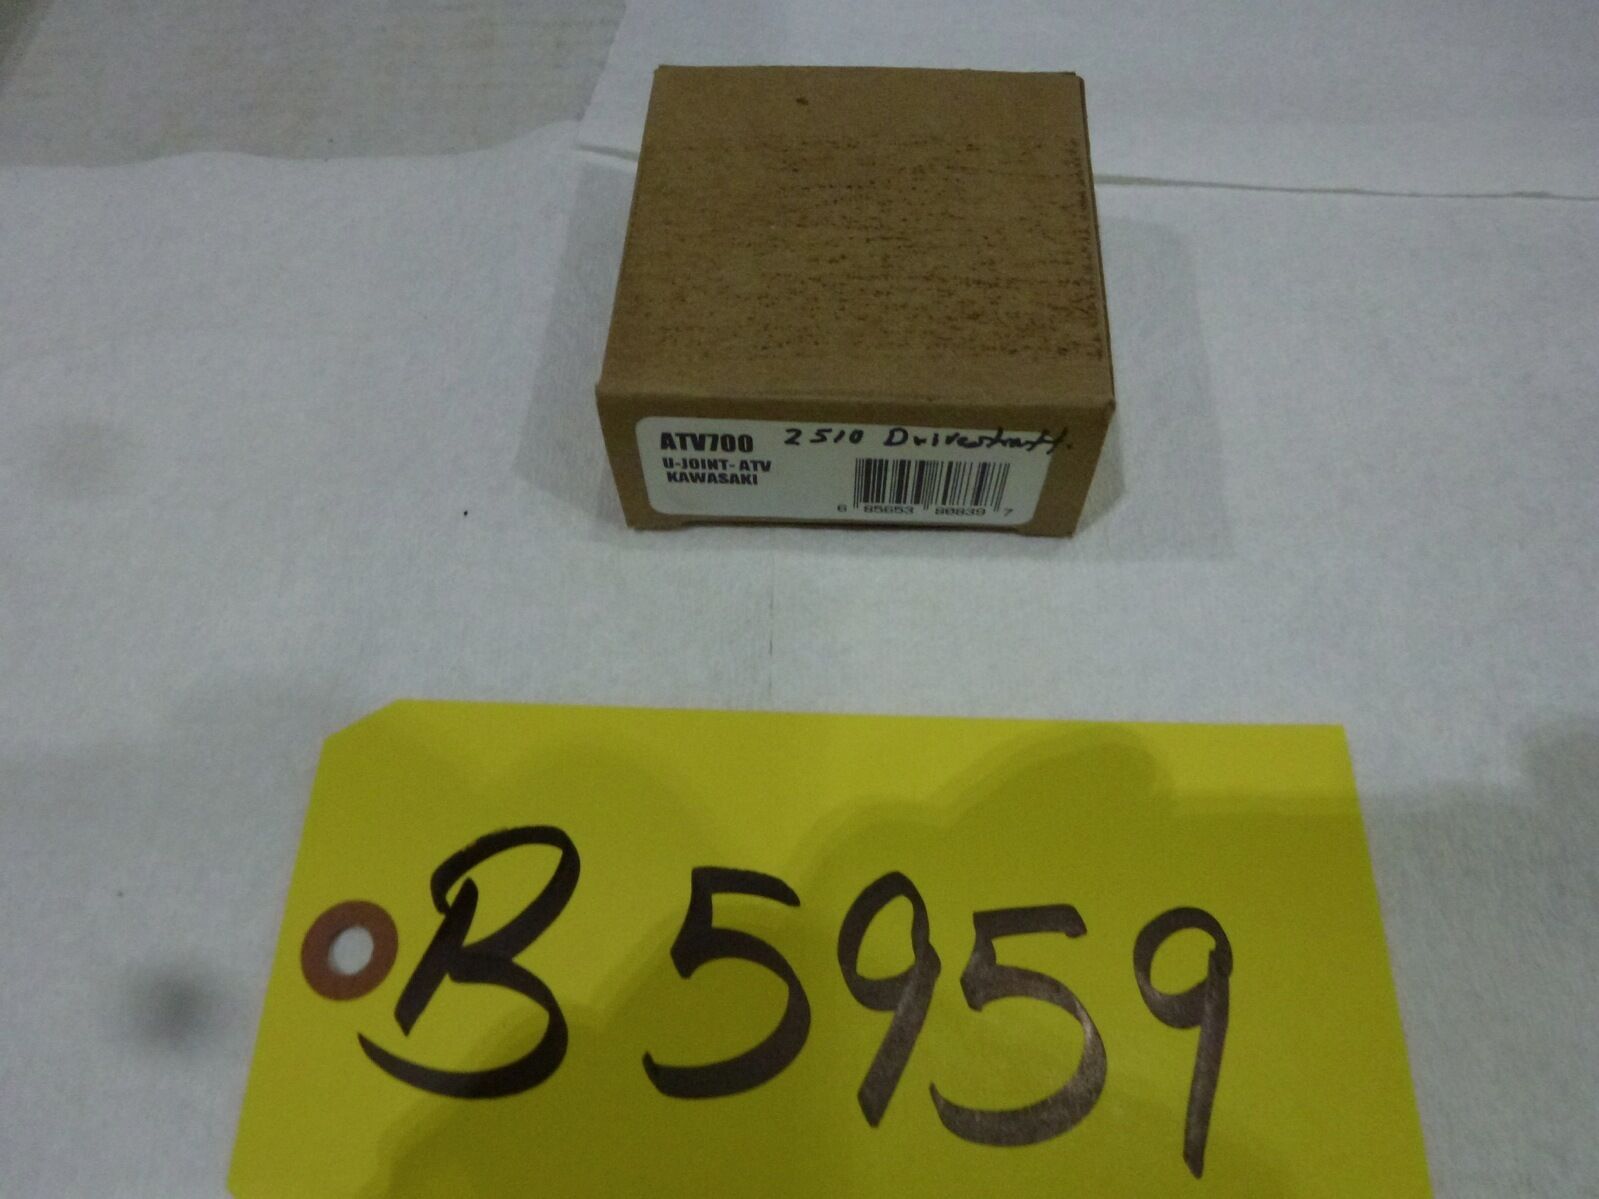 ATV700 2510 Driveshaft.
U-JOINT-ATV
KAWASAKI
6 85653 80839 7
B5959